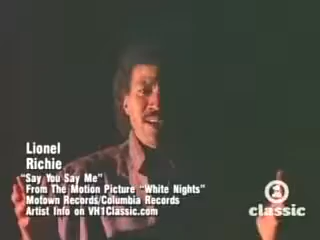 Lionel
Richie
"Say You Say Me"
From The Motion Picture "White Nights"
Motown Records/Columbia Records
Artist Info on VH1Classic.com
VH1
classic